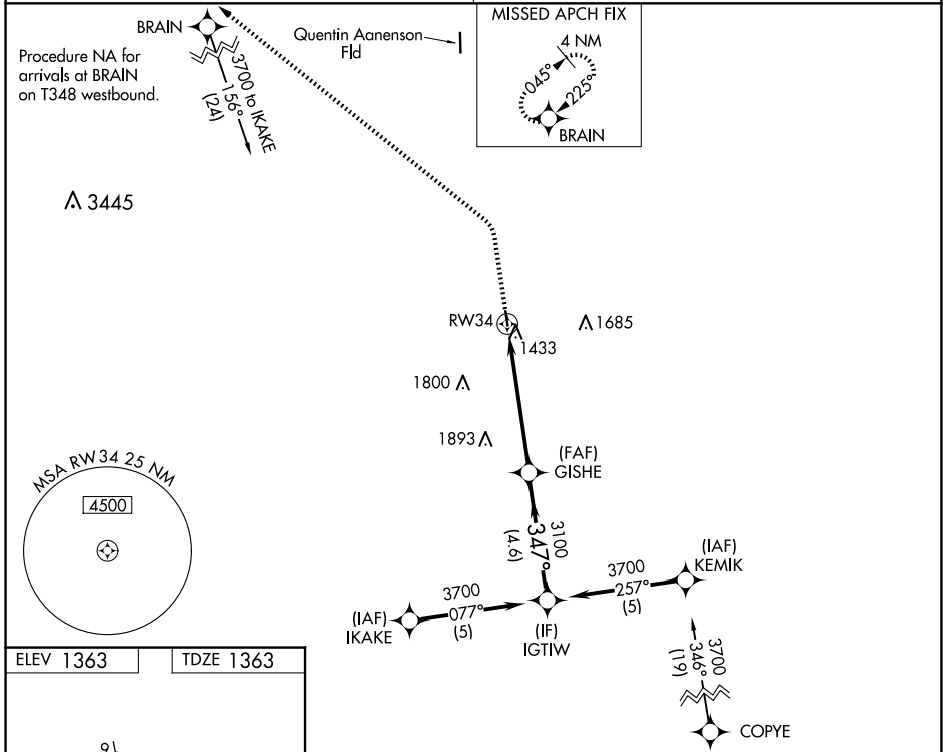 BRAIN
Procedure NA for
arrivals at BRAIN
on T348 westbound.
3700 to IKAKE
156°
(24)
Quentin Aanenson
Fld
MISSED APCH FIX
4 NM
045°
225°
BRAIN
3445
RW34
1685
1433
1800
1893
(FAF)
GISHE
MSA RW34 25 NM
4500
3100
347°
(4.6)
(IAF)
KEMIK
3700
257°
(5)
3700
077°
(5)
(IAF)
IKAKE
(IF)
IGTIW
3700
346°
(19)
COPYE
ELEV 1363
TDZE 1363